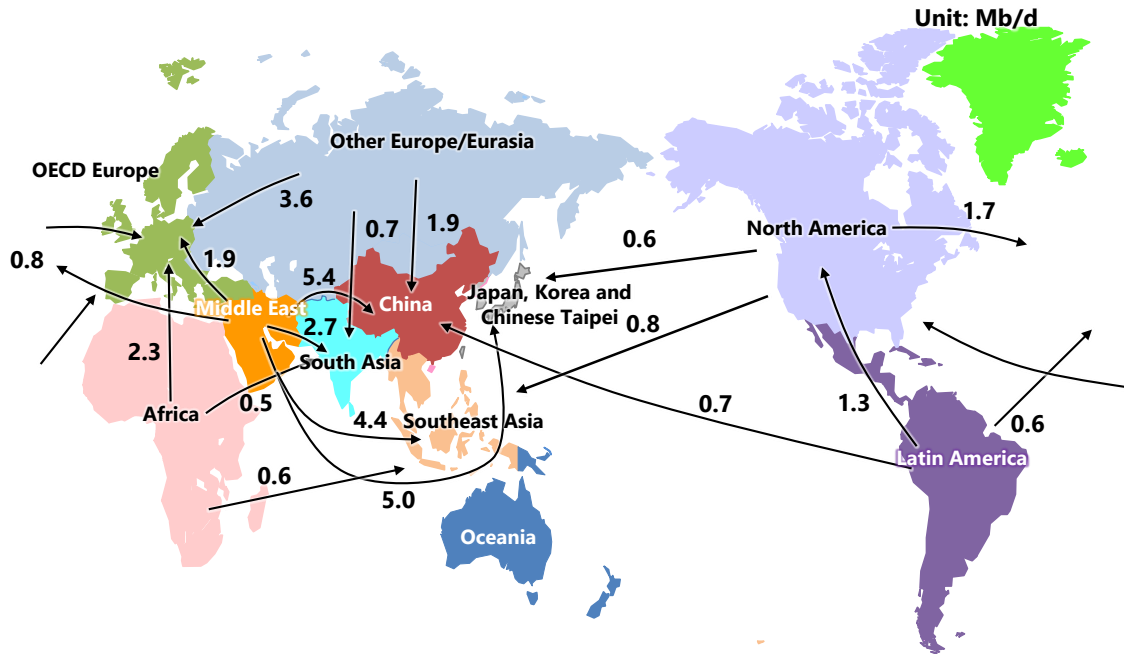 Unit: Mb/d
Other Europe/Eurasia
OECD Europe
3.6
0.7
1.9
1.7
North America
0.6
0.8
1.9
5.4
Middle East
China
Japan, Korea and
Chinese Taipei
0.8
2.7
2.3
South Asia
0.5
0.7
1.3
Africa
4.4
Southeast Asia
0.6
Latin America
0.6
5.0
Oceania